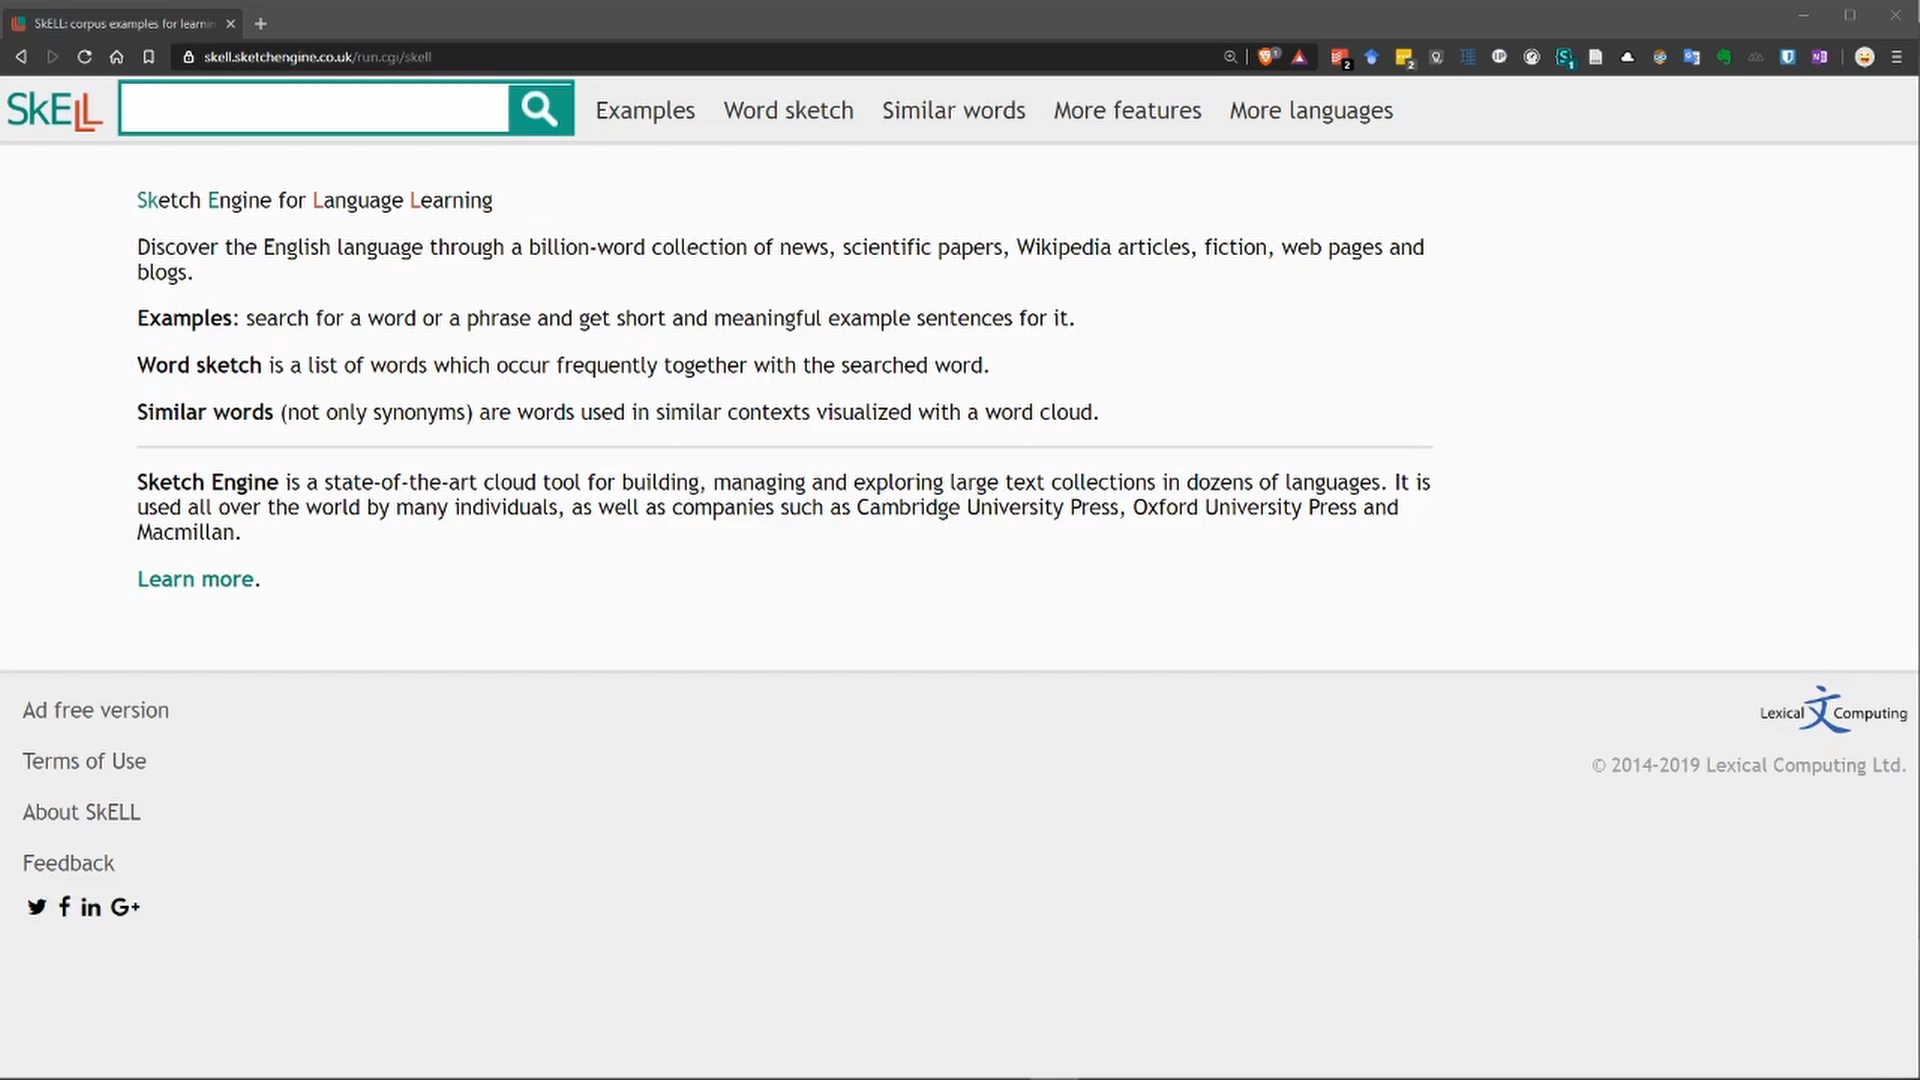 SkELL: corpus examples for learnin
skell.sketchengine.co.uk/run.cgi/skell
SkELL
Examples
Word sketch
Similar words
More features
More languages
Sketch Engine for Language Learning
Discover the English language through a billion-word collection of news, scientific papers, Wikipedia articles, fiction, web pages and
blogs.
Examples: search for a word or a phrase and get short and meaningful example sentences for it.
Word sketch is a list of words which occur frequently together with the searched word.
Similar words (not only synonyms) are words used in similar contexts visualized with a word cloud.
Sketch Engine is a state-of-the-art cloud tool for building, managing and exploring large text collections in dozens of languages. It is
used all over the world by many individuals, as well as companies such as Cambridge University Press, Oxford University Press and
Macmillan.
Learn more.
Ad free version
Lexical 文 Computing
Terms of Use
© 2014-2019 Lexical Computing Ltd.
About SkELL
Feedback
f in G+